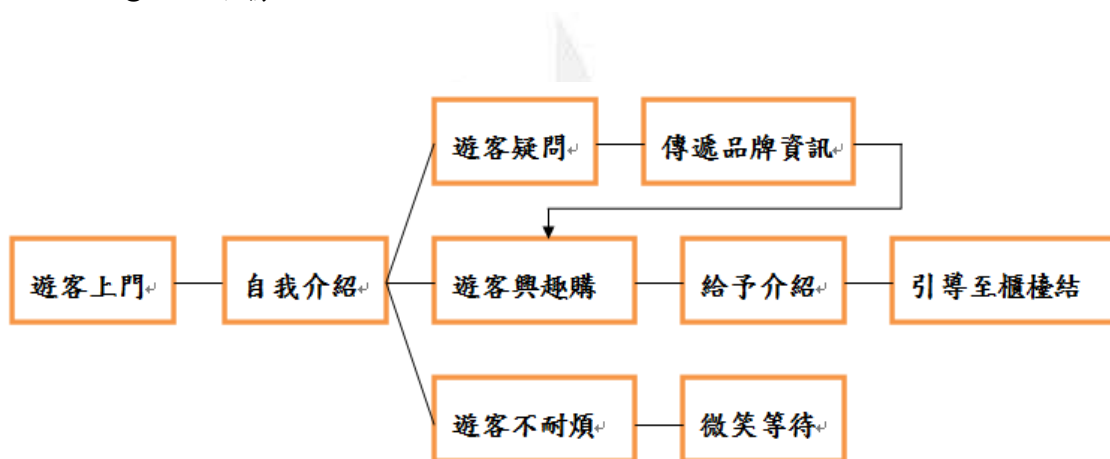 遊客疑問
傳遞品牌資訊
遊客上門
自我介紹
遊客興趣購
給予介紹
引導至櫃檯結
遊客不耐煩
微笑等待